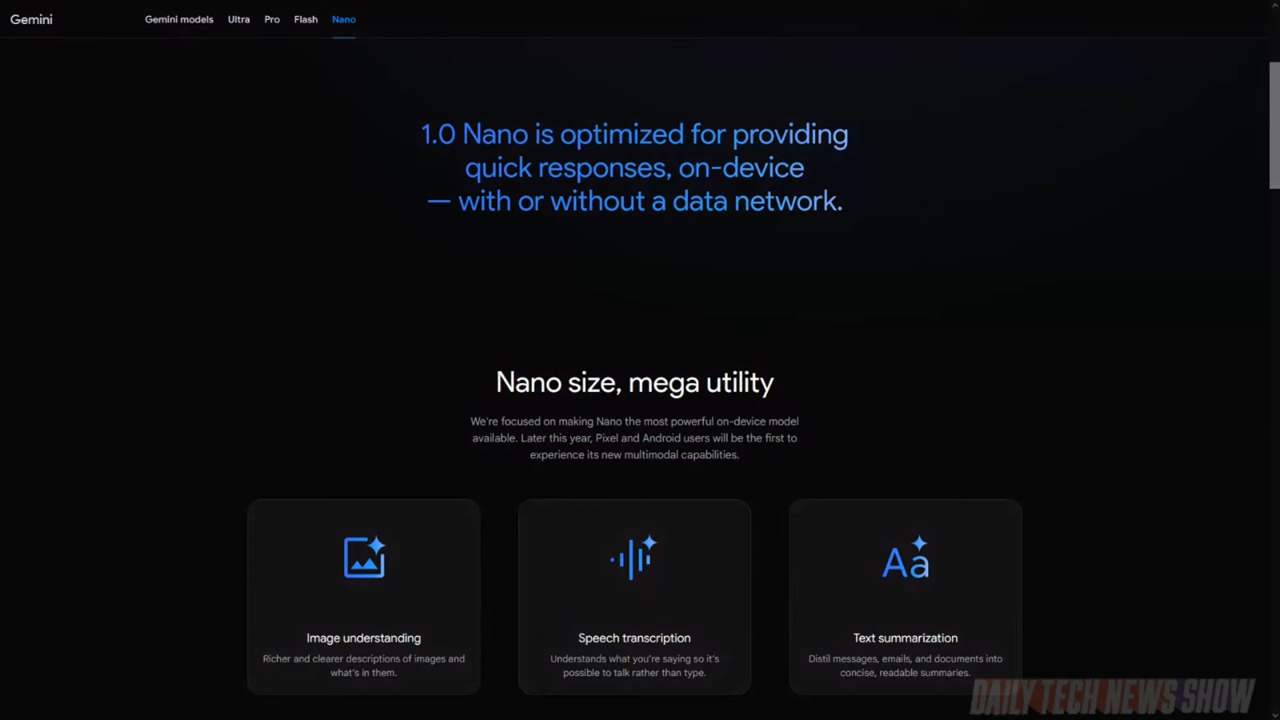 Gemini
Gemini models Ultra Pro Flash Nano
1.0 Nano is optimized for providing
quick responses, on-device
— with or without a data network.
Nano size, mega utility
We're focused on making Nano the most powerful on-device model
available. Later this year, Pixel and Android users will be the first to
experience its new multimodal capabilities.
Image understanding
Richer and clearer descriptions of images and
what's in them.
Speech transcription
Understands what you're saying so it's
possible to talk rather than type.
Aa
Text summarization
Distil messages, emails, and documents into
concise, readable summaries.
DAILY TECH NEWS SHOW